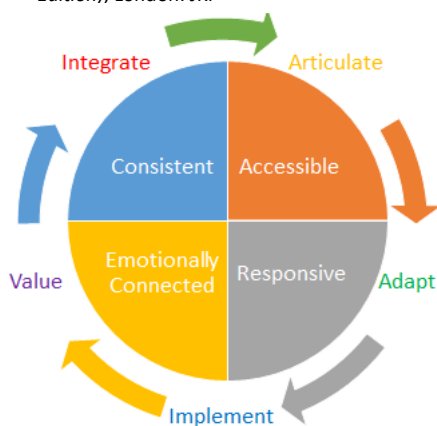 Integrate
Articulate
Consistent
Accessible
Emotionally
Connected
Responsive
Value
Adapt
Implement